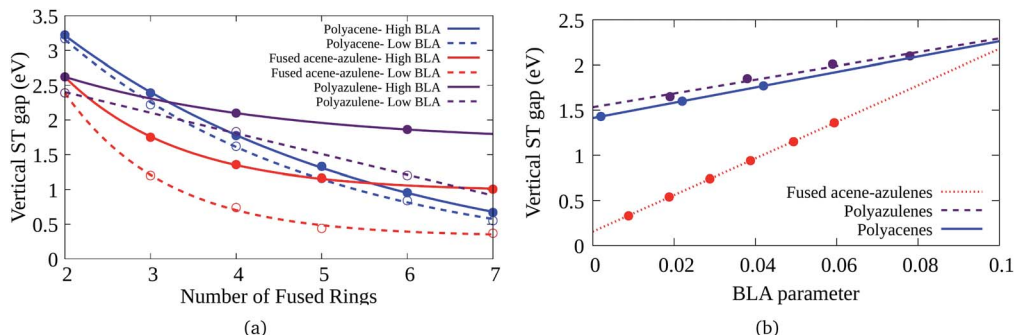 3.5
3
2.5
2
1.5
1
0.5
0
2
3
4
5
6
7
Vertical ST gap (eV)
Number of Fused Rings
Polyacene- High BLA
Polyacene- Low BLA
Fused acene-azulene- High BLA
Fused acene-azulene- Low BLA
Polyazulene- High BLA
Polyazulene- Low BLA
(a)
2.5
2
1.5
1
0.5
0
0
0.02
0.04
0.06
0.08
0.1
Vertical ST gap (eV)
BLA parameter
Fused acene-azulenes
Polyazulenes
Polyacenes
(b)